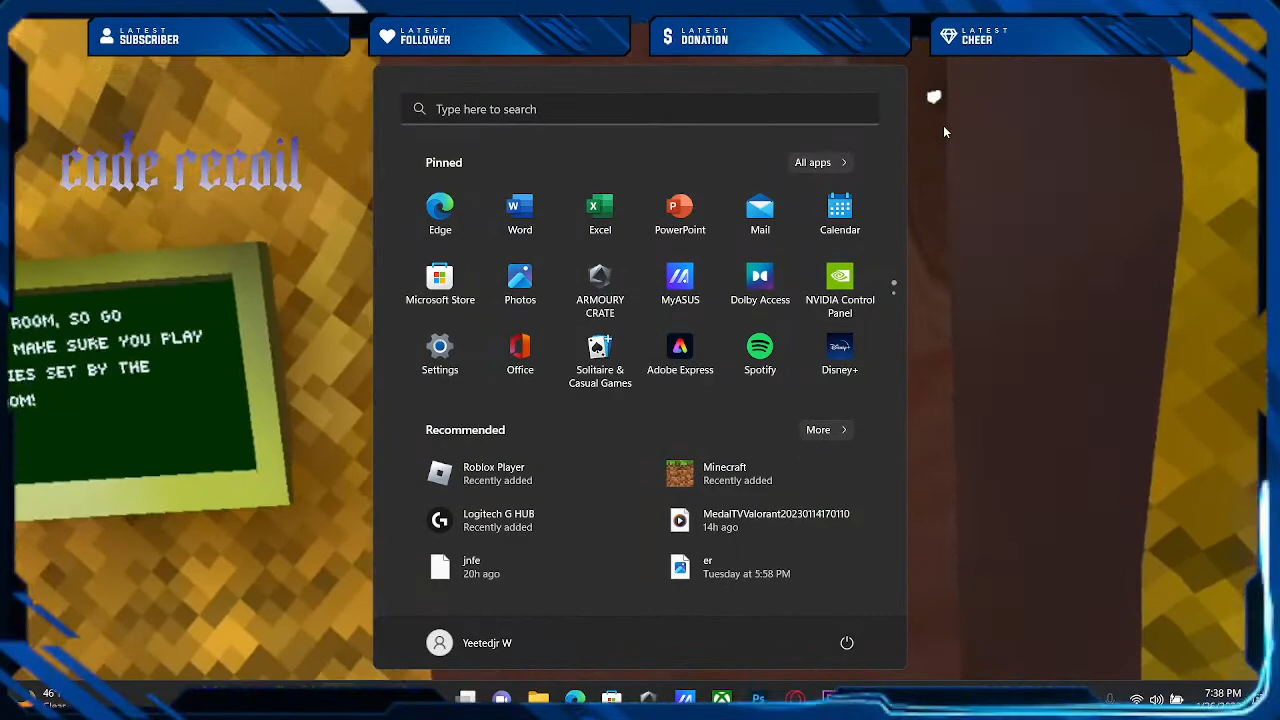 LATEST
SUBSCRIBER
LATEST
FOLLOWER
LATEST
DONATION
LATEST
CHEER
Type here to search
code recoil
Pinned
All apps
Edge
Word
Excel
PowerPoint
Mail
Calendar
Microsoft Store
Photos
ARMOURY
CRATE
MyASUS
Dolby Access
NVIDIA Control
Panel
ROOM, SO GO
MAKE SURE YOU PLAY
IES SET BY THE
OM!
Settings
Office
Solitaire &
Casual Games
Adobe Express
Spotify
Disney+
Recommended
More
Roblox Player
Recently added
Minecraft
Recently added
Logitech G HUB
Recently added
MedalTVValorant20230114170110
14h ago
jnfe
20h ago
er
Tuesday at 5:58 PM
Yeetedjr W
7:38 PM